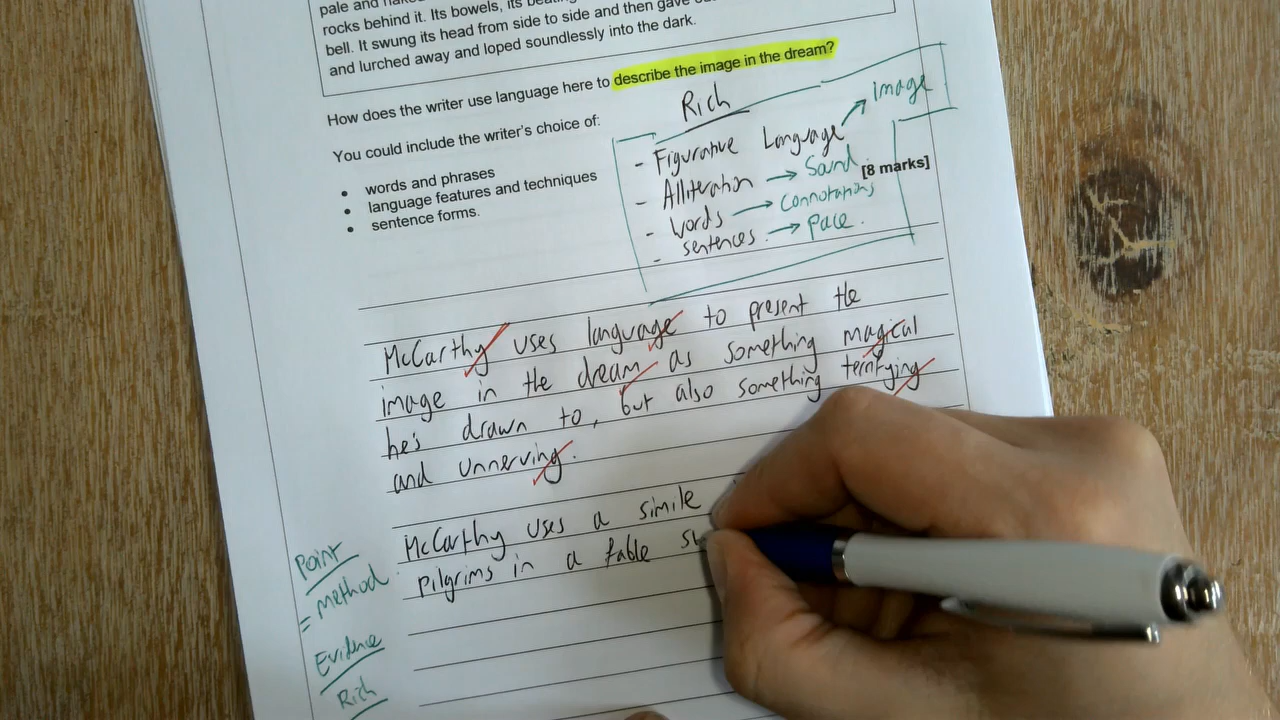 pale and naked
rocks behind it. Its bowels, its beating
bell. It swung its head from side to side and then gave
and lurched away and loped soundlessly into the dark.
How does the writer use language here to describe the image in the dream?
You could include the writer's choice of:
• words and phrases
• language features and techniques
• sentence forms.
Rich
- Figurative Language → Image
- Alliteration → Sound
[8 marks]
- Words → Connotations
- sentences → Pace.
McCarthy uses language to present the
image in the dream as something magical
he's drawn to, but also something terrifying
and unnerving.
McCarthy uses a simile
Pilgrims in a fable
Point
= method
Evidence
Rich